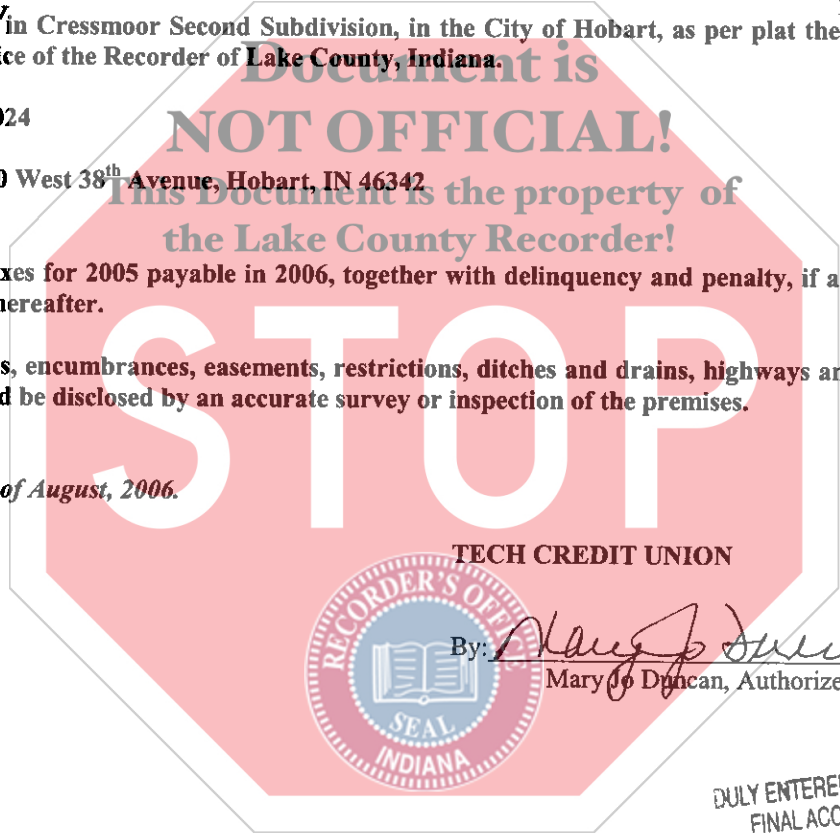 in Cressmoor Second Subdivision, in the City of Hobart, as per plat the
ce of the Recorder of Lake County, Indiana.
Document is
024
NOT OFFICIAL!
0 West 38th Avenue, Hobart, IN 46342
This Document is the property of
the Lake County Recorder!
xes for 2005 payable in 2006, together with delinquency and penalty, if a
hereafter.
STOP
s, encumbrances, easements, restrictions, ditches and drains, highways an
d be disclosed by an accurate survey or inspection of the premises.
of August, 2006.
TECH CREDIT UNION
RECORDER'S OFFICE
SEAL
INDIANA
By: Mary Jo Dunc
Mary Jo Duncan, Authorize
DULY ENTERE
FINAL ACC